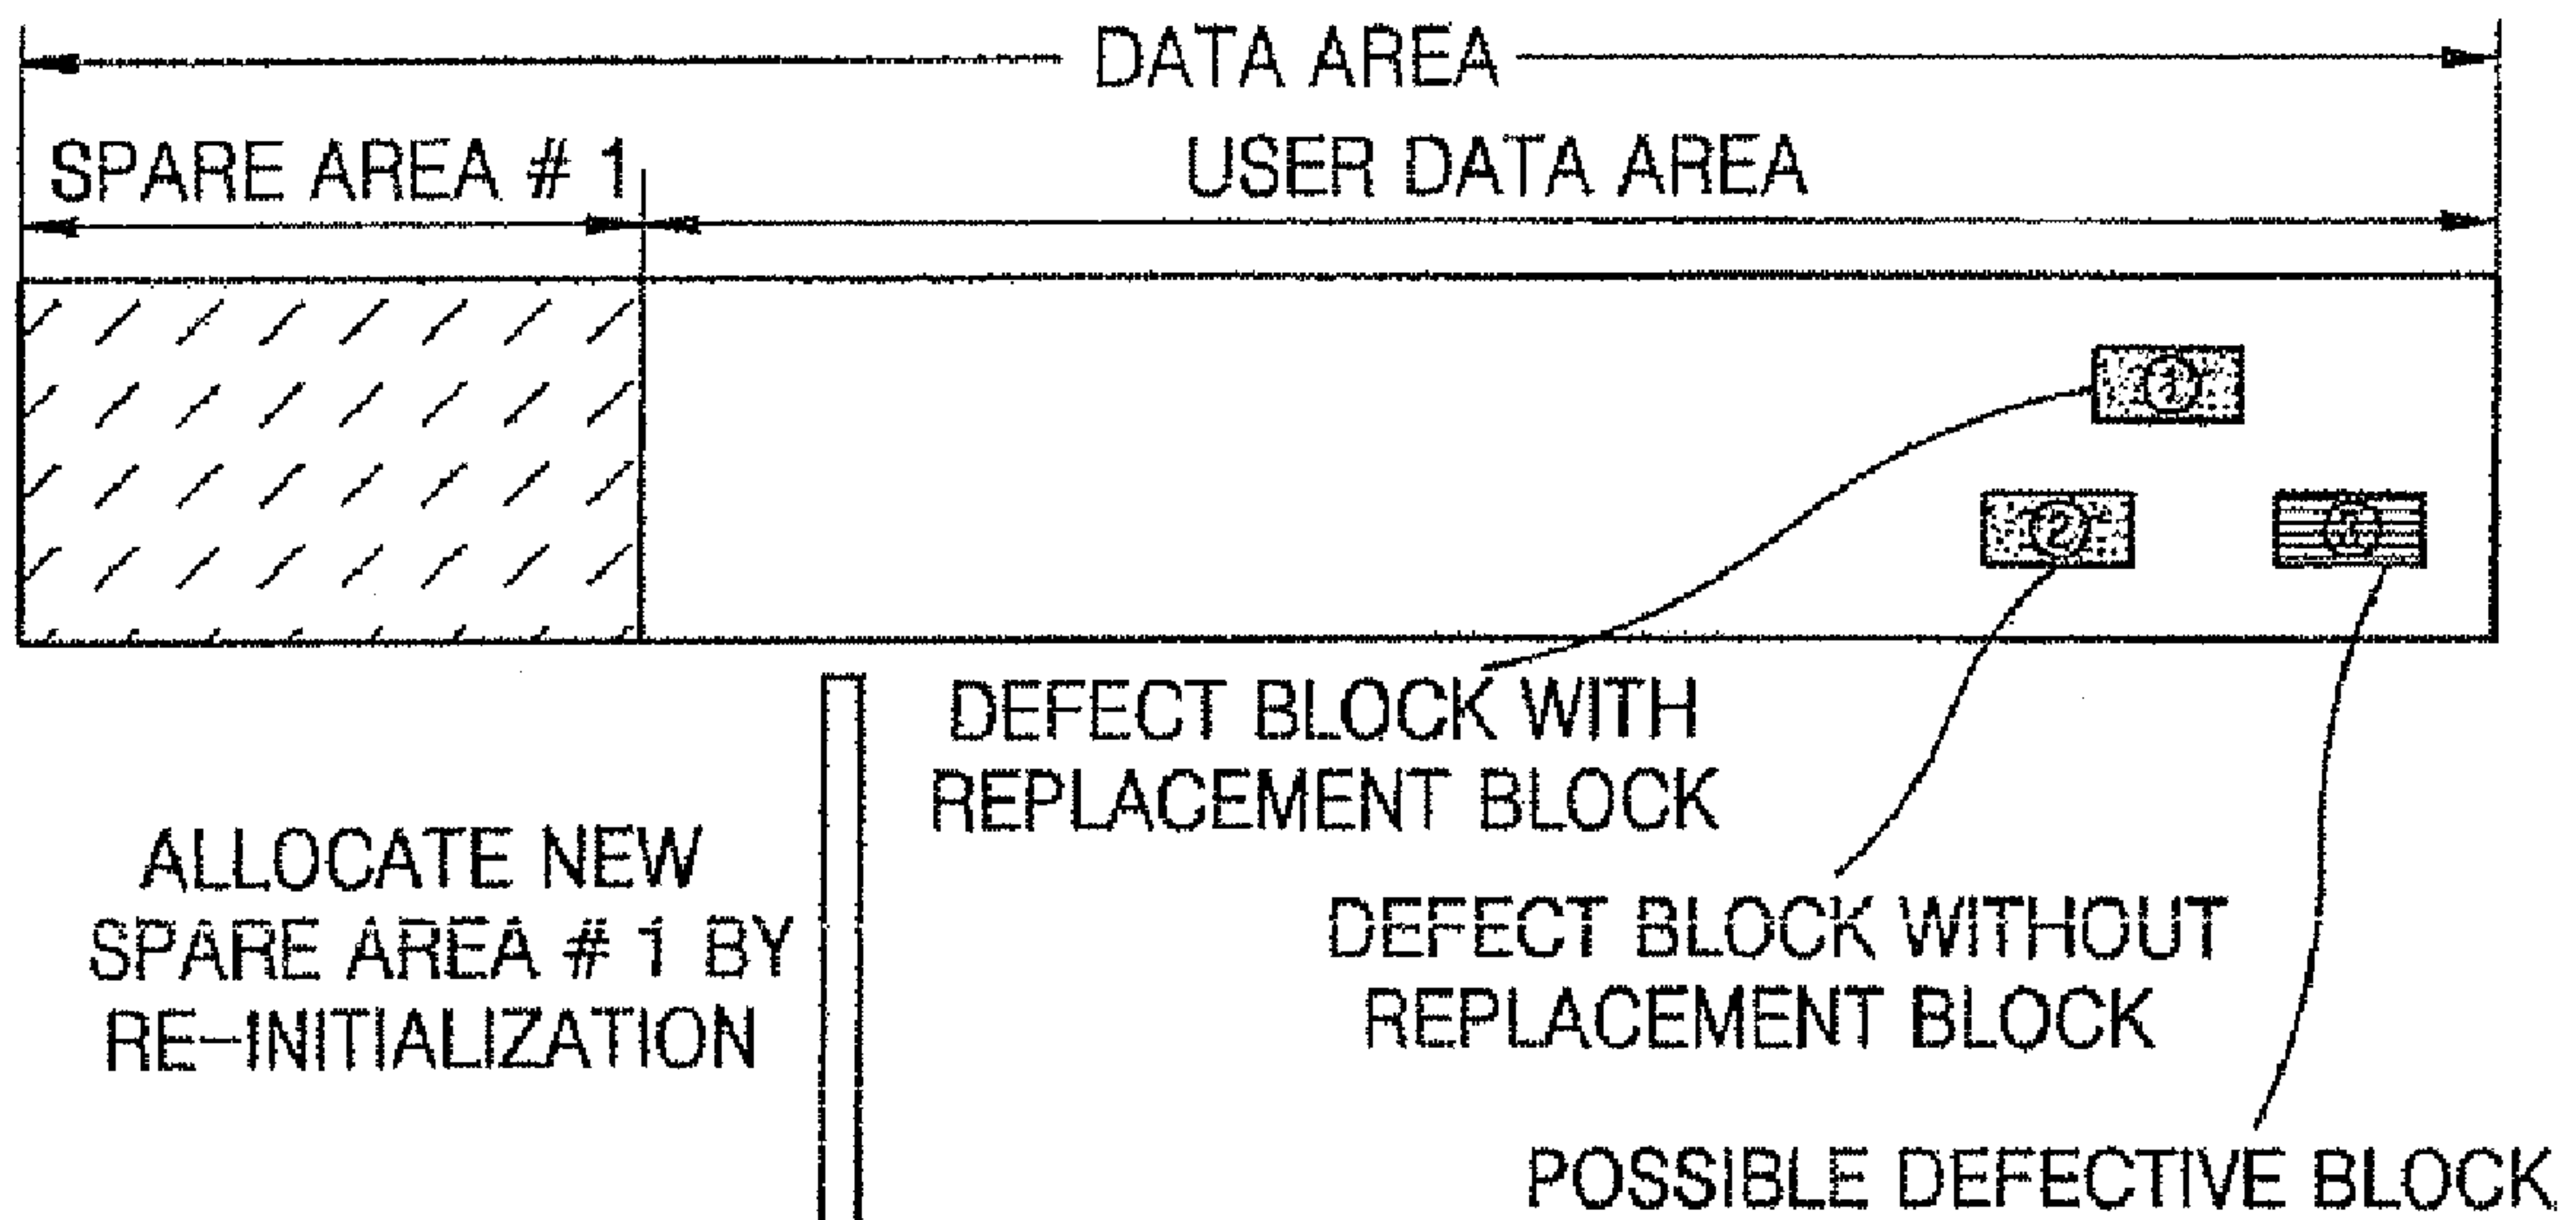 DATA AREA
SPARE AREA # 1
USER DATA AREA
②
DEFECT BLOCK WITH
REPLACEMENT BLOCK
ALLOCATE NEW
SPARE AREA # 1 BY
RE-INITIALIZATION
DEFECT BLOCK WITHOUT
REPLACEMENT BLOCK
POSSIBLE DEFECTIVE BLOCK